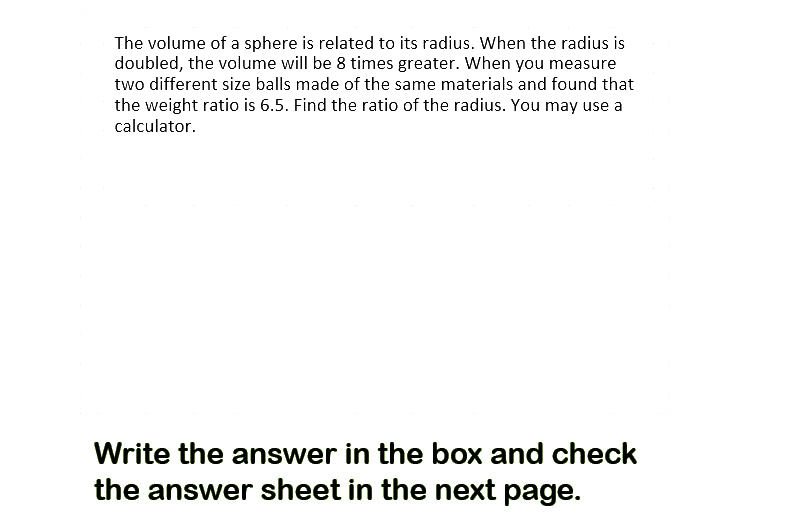 The volume of a sphere is related to its radius. When the radius is
doubled, the volume will be 8 times greater. When you measure
two different size balls made of the same materials and found that
the weight ratio is 6.5. Find the ratio of the radius. You may use a
calculator.
Write the answer in the box and check
the answer sheet in the next page.